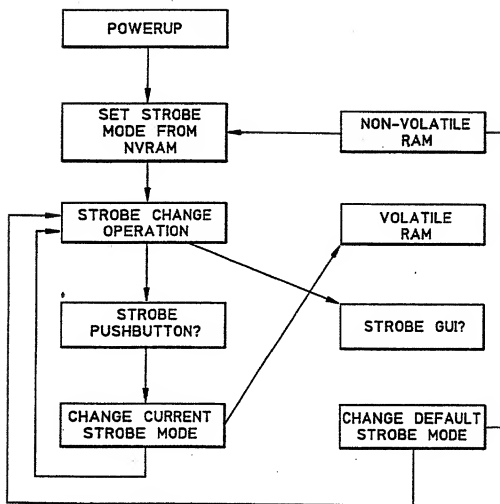 POWERUP
SET STROBE
MODE FROM
NVRAM
NON-VOLATILE
RAM
STROBE CHANGE
OPERATION
VOLATILE
RAM
STROBE
PUSHBUTTON?
STROBE GUI?
CHANGE CURRENT
STROBE MODE
CHANGE DEFAULT
STROBE MODE